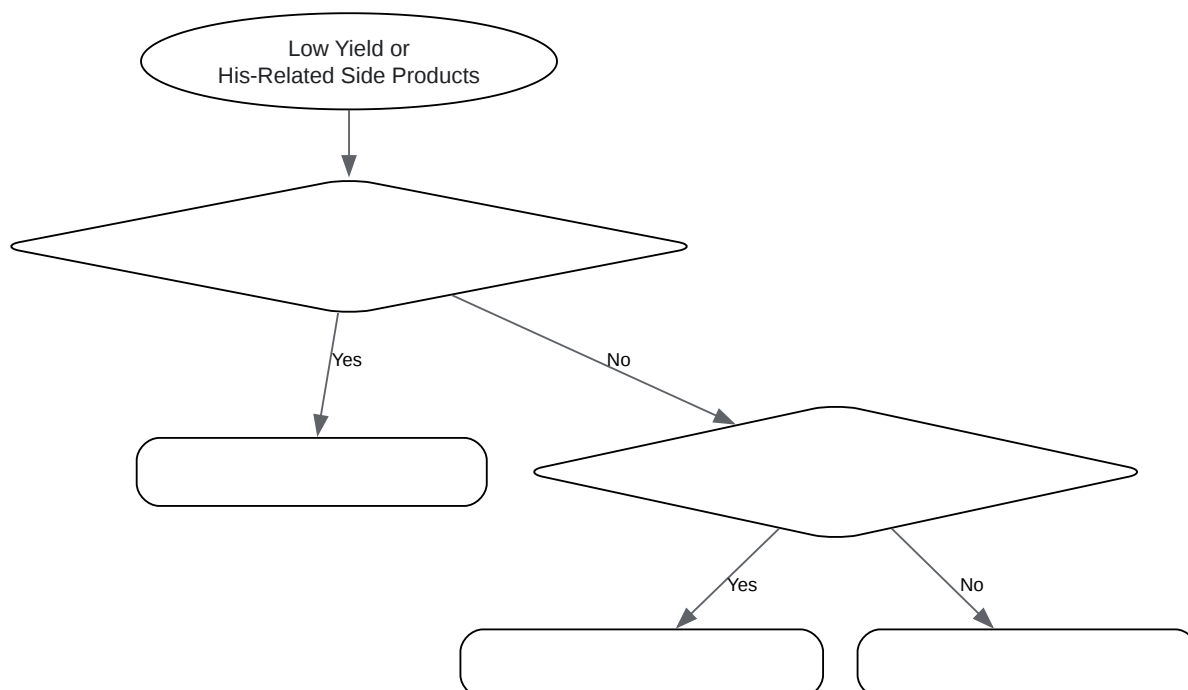 Low Yield or
His-Related Side Products
Yes
No
Yes
No